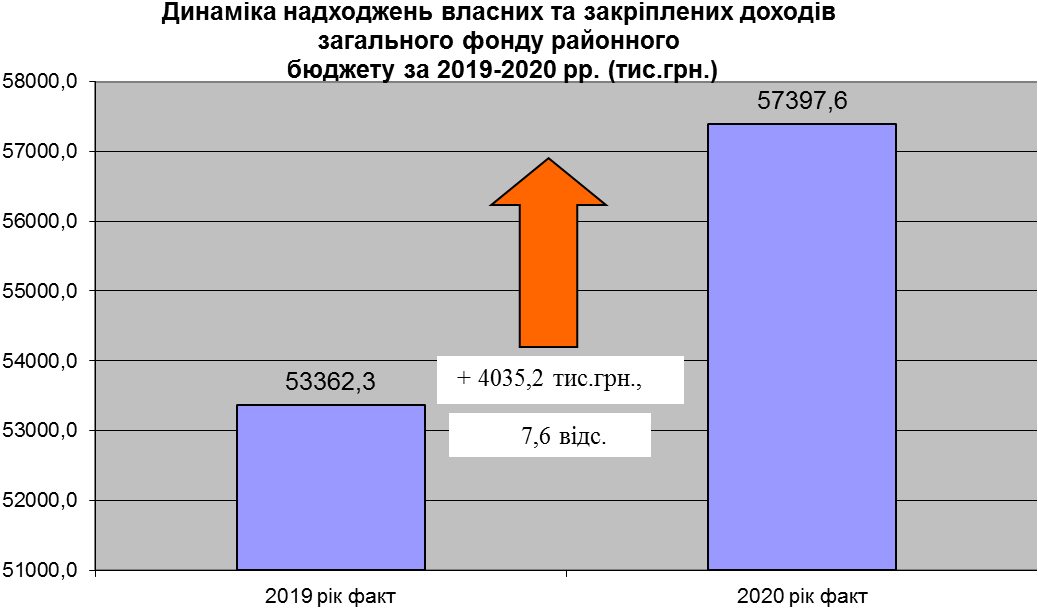 Динаміка надходжень власних та закріплених доходів
загального фонду районного
бюджету за 2019-2020 рр. (тис.грн.)
58000,0
57000,0
56000,0
55000,0
54000,0
53000,0
52000,0
51000,0
57397,6
53362,3
+ 4035,2 тис.грн.,
7,6 відс.
2019 рік факт
2020 рік факт